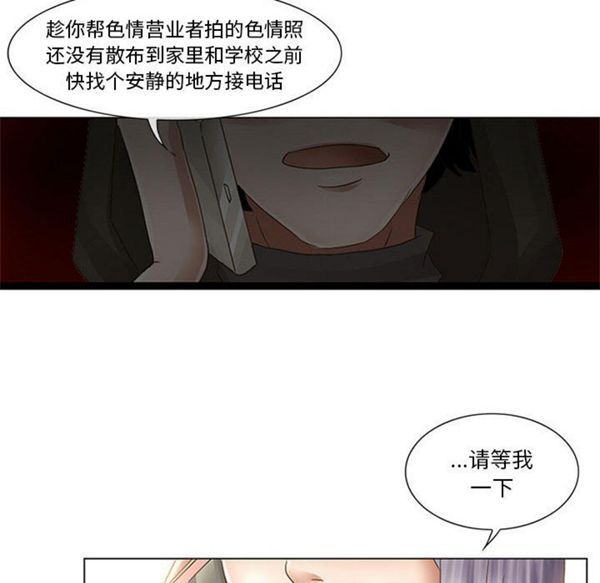 趁你帮色情营业者拍的色情照
还没有散布到家里和学校之前
快找个安静的地方接电话
...请等我
一下